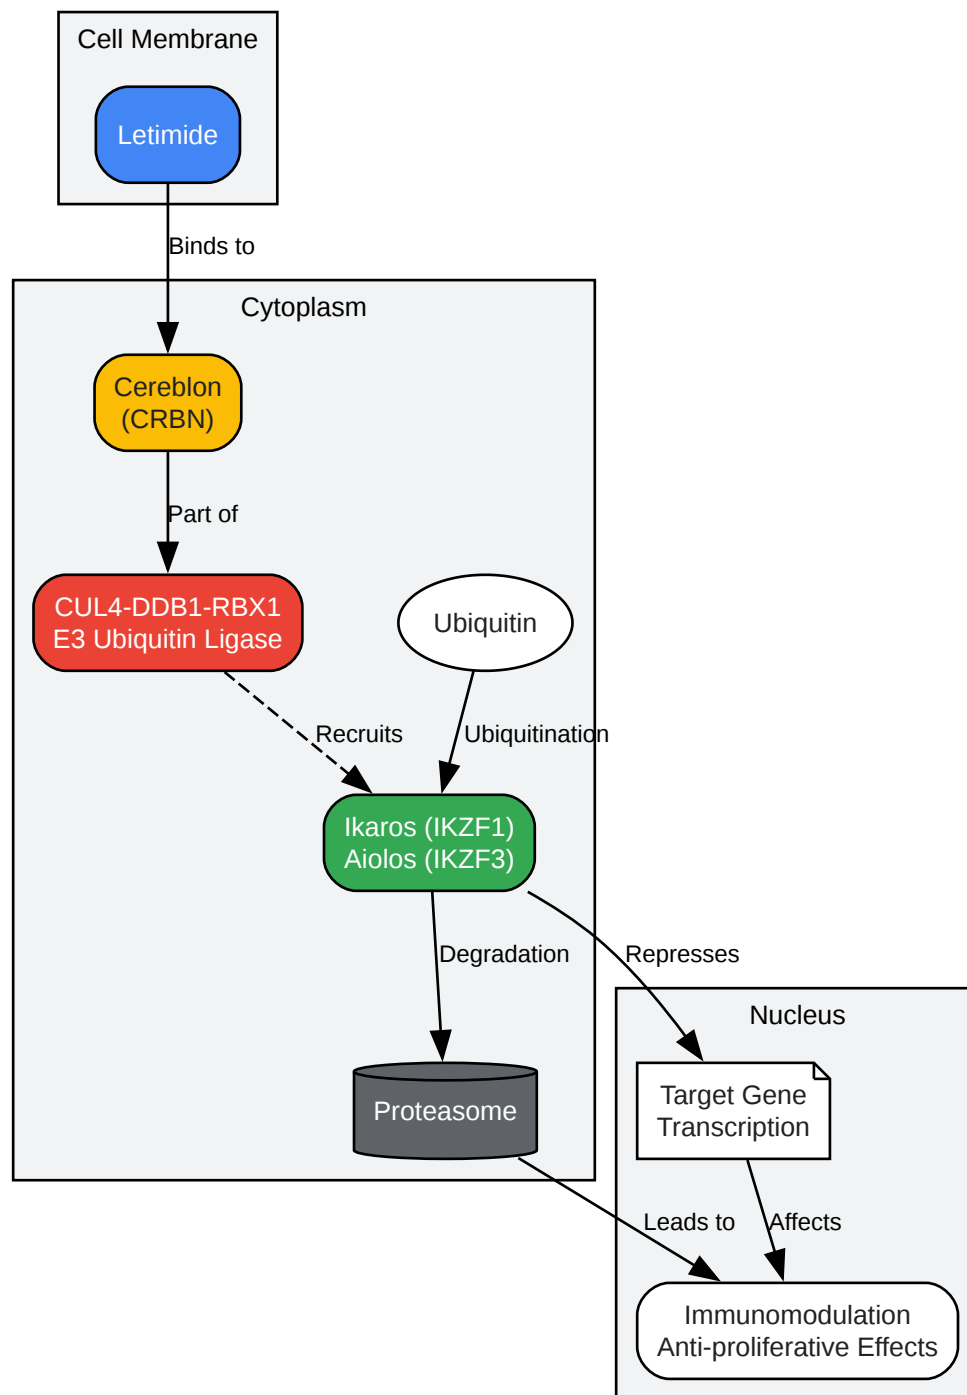 Cell Membrane
Letimide
Binds to
Cytoplasm
Cereblon
(CRBN)
Part of
CUL4-DDB1-RBX1
E3 Ubiquitin Ligase
Ubiquitin
Recruits
Ubiquitination
Ikaros (IKZF1)
Aiolos (IKZF3)
Degradation
Represses
Nucleus
Proteasome
Target Gene
Transcription
Leads to
Affects
Immunomodulation
Anti-proliferative Effects